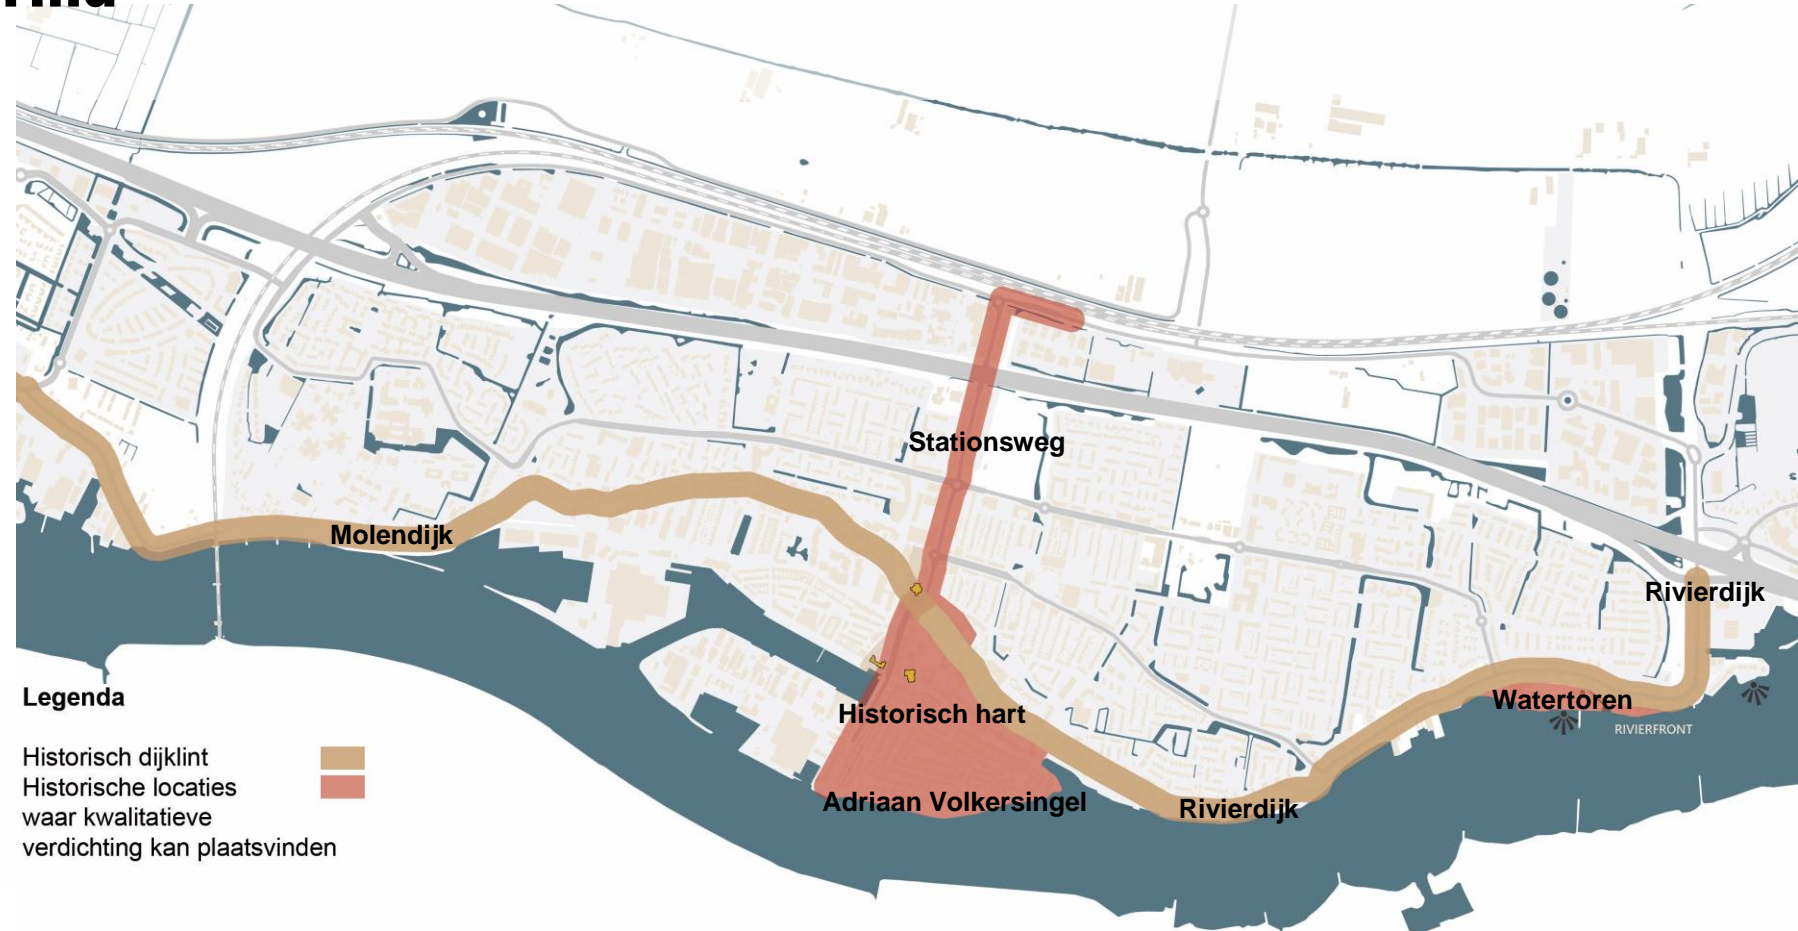 Stationsweg
Molendijk
Rivierdijk
Historisch hart
Watertoren
RIVIERFRONT
Adriaan Volkersingel
Rivierdijk
Legenda
Historisch dijklint
Historische locaties
waar kwalitatieve
verdichting kan plaatsvinden